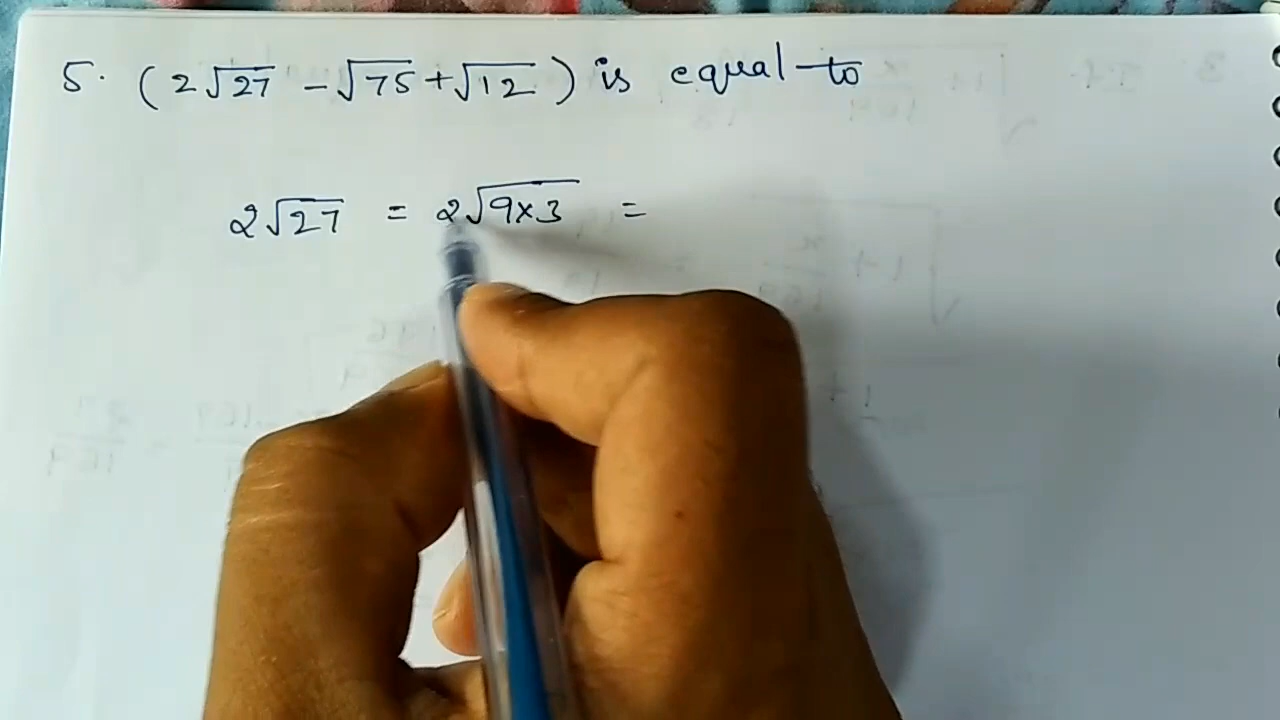 5. (2√27 - √75 + √12) is equal to
2√27 = 2√9×3 =